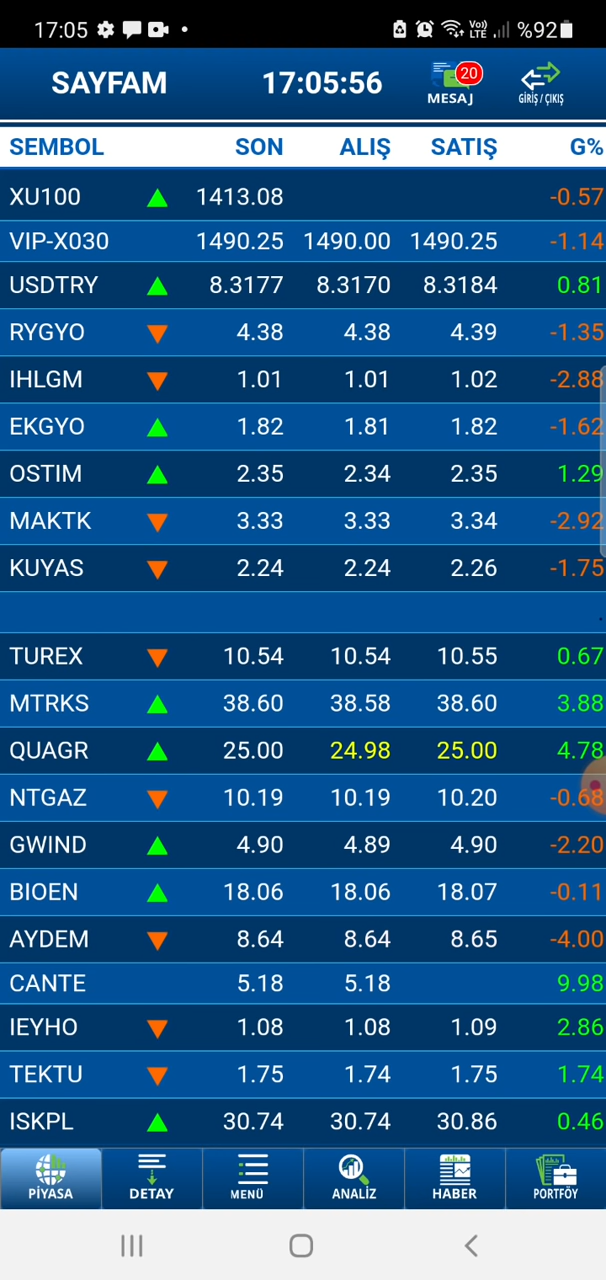 17:05 Vo)) LTE %92
SAYFAM 17:05:56 20 MESAJ GİRİŞ / ÇIKIŞ
SEMBOL SON ALIŞ SATIŞ G%
XU100 1413.08 -0.57
VIP-X030 1490.25 1490.00 1490.25 -1.14
USDTRY 8.3177 8.3170 8.3184 0.81
RYGYO 4.38 4.38 4.39 -1.35
IHLGM 1.01 1.01 1.02 -2.88
EKGYO 1.82 1.81 1.82 -1.62
OSTIM 2.35 2.34 2.35 1.29
MAKTK 3.33 3.33 3.34 -2.92
KUYAS 2.24 2.24 2.26 -1.75
.
TUREX 10.54 10.54 10.55 0.67
MTRKS 38.60 38.58 38.60 3.88
QUAGR 25.00 24.98 25.00 4.78
NTGAZ 10.19 10.19 10.20 -0.68
GWIND 4.90 4.89 4.90 -2.20
BIOEN 18.06 18.06 18.07 -0.11
AYDEM 8.64 8.64 8.65 -4.00
CANTE 5.18 5.18 9.98
IEYHO 1.08 1.08 1.09 2.86
TEKTU 1.75 1.74 1.75 1.74
ISKPL 30.74 30.74 30.86 0.46
PİYASA DETAY MENÜ ANALİZ HABER PORTFÖY